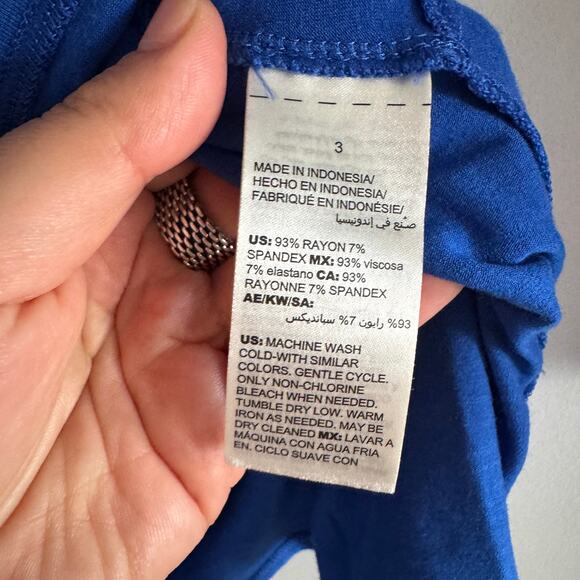 3
MADE IN INDONESIA/
HECHO EN INDONESIA/
FABRIQUÉ EN INDONÉSIE/
صنع في إندونيسيا
US: 93% RAYON 7%
SPANDEX MX: 93% viscosa
7% elastano CA: 93%
RAYONNE 7% SPANDEX
AE/KW/SA:
93% رايون 7% سباندیکس
US: MACHINE WASH
COLD-WITH SIMILAR
COLORS. GENTLE CYCLE.
ONLY NON-CHLORINE
BLEACH WHEN NEEDED.
TUMBLE DRY LOW. WARM
IRON AS NEEDED. MAY BE
DRY CLEANED MX: LAVAR A
MÁQUINA CON AGUA FRIA
EN. CICLO SUAVE CON